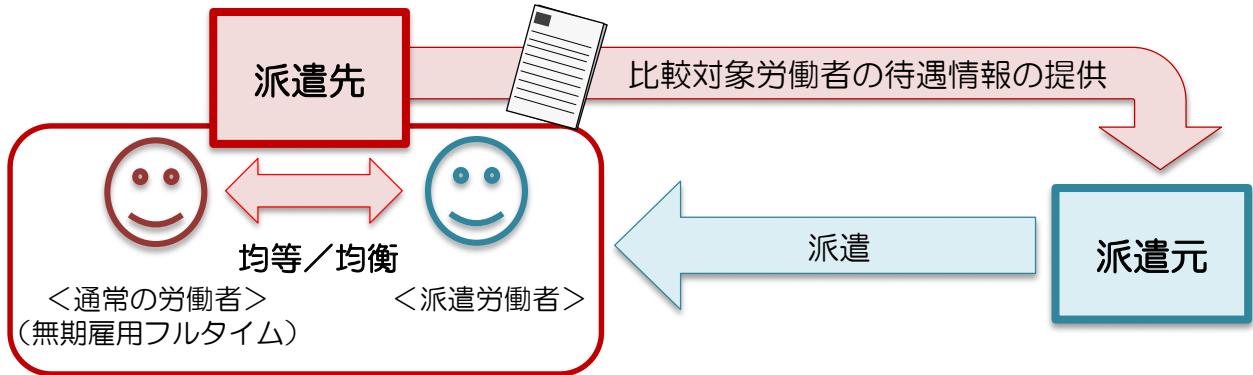 派遣先
比較対象労働者の待遇情報の提供
均等／均衡
派遣
派遣元
＜通常の労働者＞
（無期雇用フルタイム）
＜派遣労働者＞